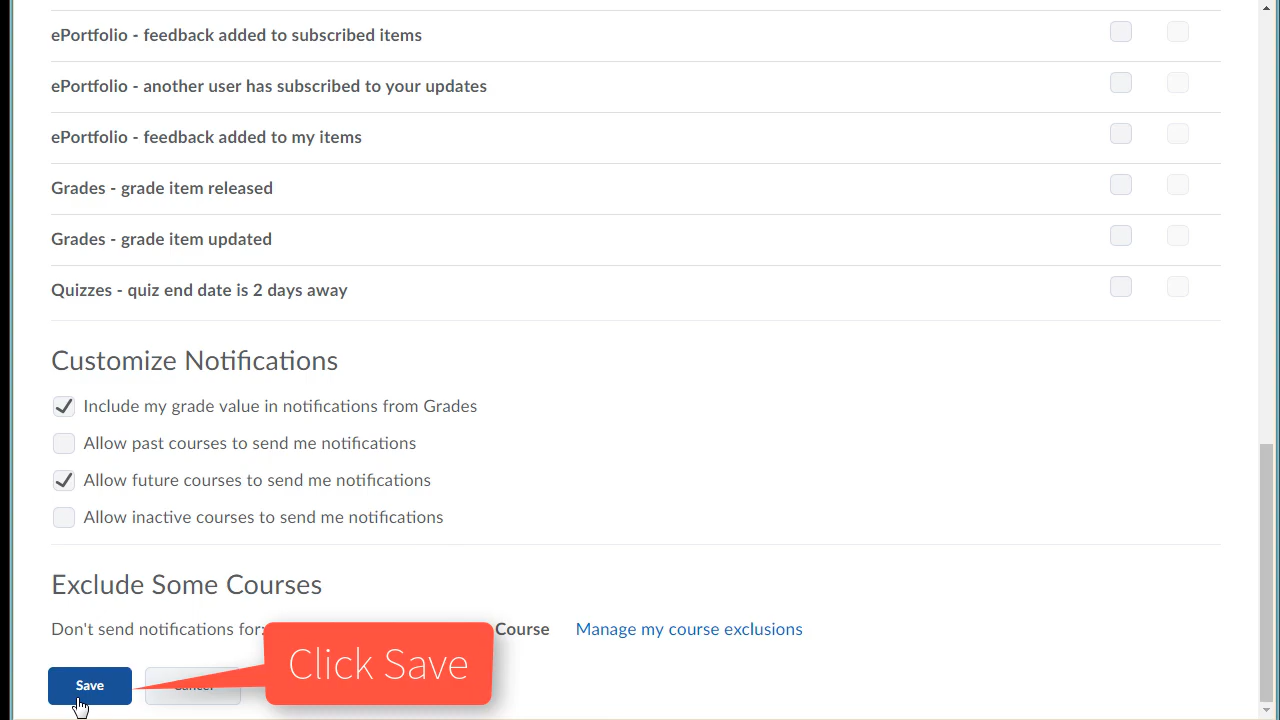 ePortfolio - feedback added to subscribed items
ePortfolio - another user has subscribed to your updates
ePortfolio - feedback added to my items
Grades - grade item released
Grades - grade item updated
Quizzes - quiz end date is 2 days away
Customize Notifications
Include my grade value in notifications from Grades
Allow past courses to send me notifications
Allow future courses to send me notifications
Allow inactive courses to send me notifications
Exclude Some Courses
Don't send notifications for: Course Manage my course exclusions
Click Save
Save Cancel